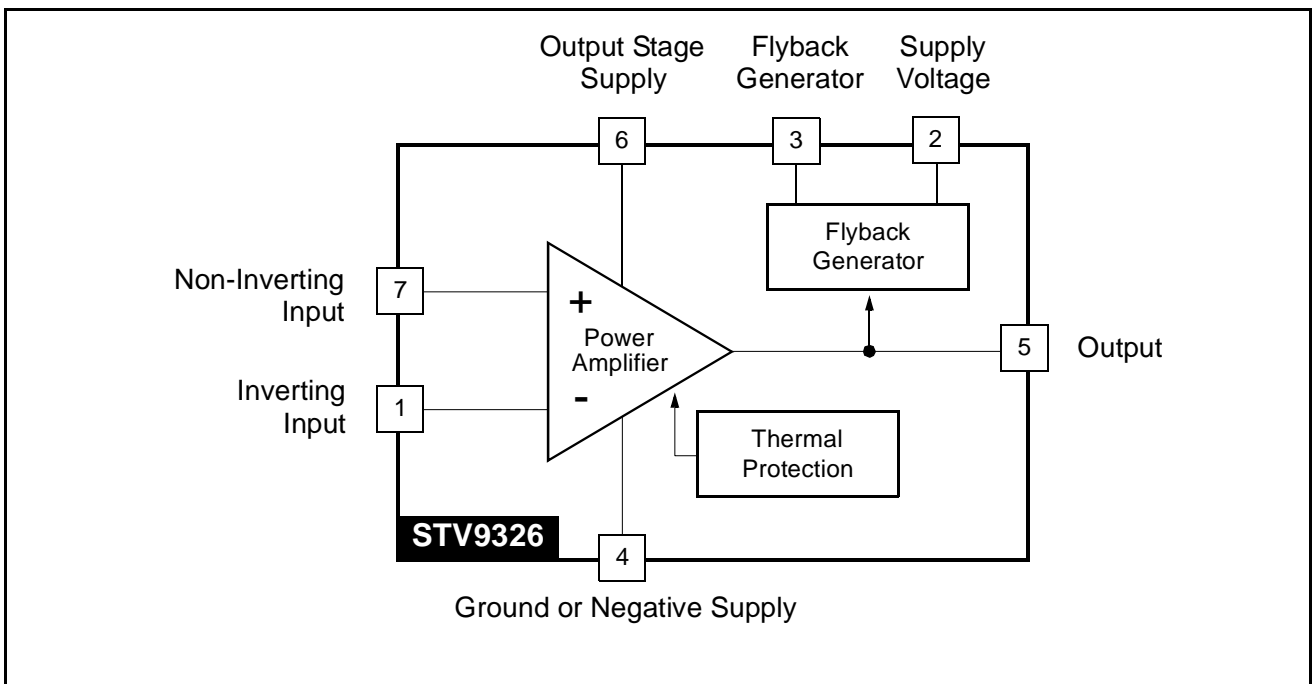 Output Stage
Supply
Flyback
Generator
Supply
Voltage
6
3
2
Flyback
Generator
Non-Inverting
Input
7
+
Power
Amplifier
5
Output
Inverting
Input
1
-
Thermal
Protection
STV9326
4
Ground or Negative Supply